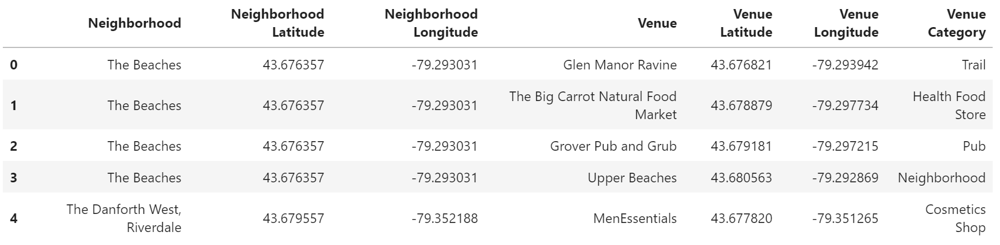 Neighborhood Neighborhood Latitude Neighborhood Longitude Venue Venue Latitude Venue Longitude Venue Category
0 The Beaches 43.676357 -79.293031 Glen Manor Ravine 43.676821 -79.293942 Trail
1 The Beaches 43.676357 -79.293031 The Big Carrot Natural Food Market 43.678879 -79.297734 Health Food Store
2 The Beaches 43.676357 -79.293031 Grover Pub and Grub 43.679181 -79.297215 Pub
3 The Beaches 43.676357 -79.293031 Upper Beaches 43.680563 -79.292869 Neighborhood
4 The Danforth West, Riverdale 43.679557 -79.352188 MenEssentials 43.677820 -79.351265 Cosmetics Shop